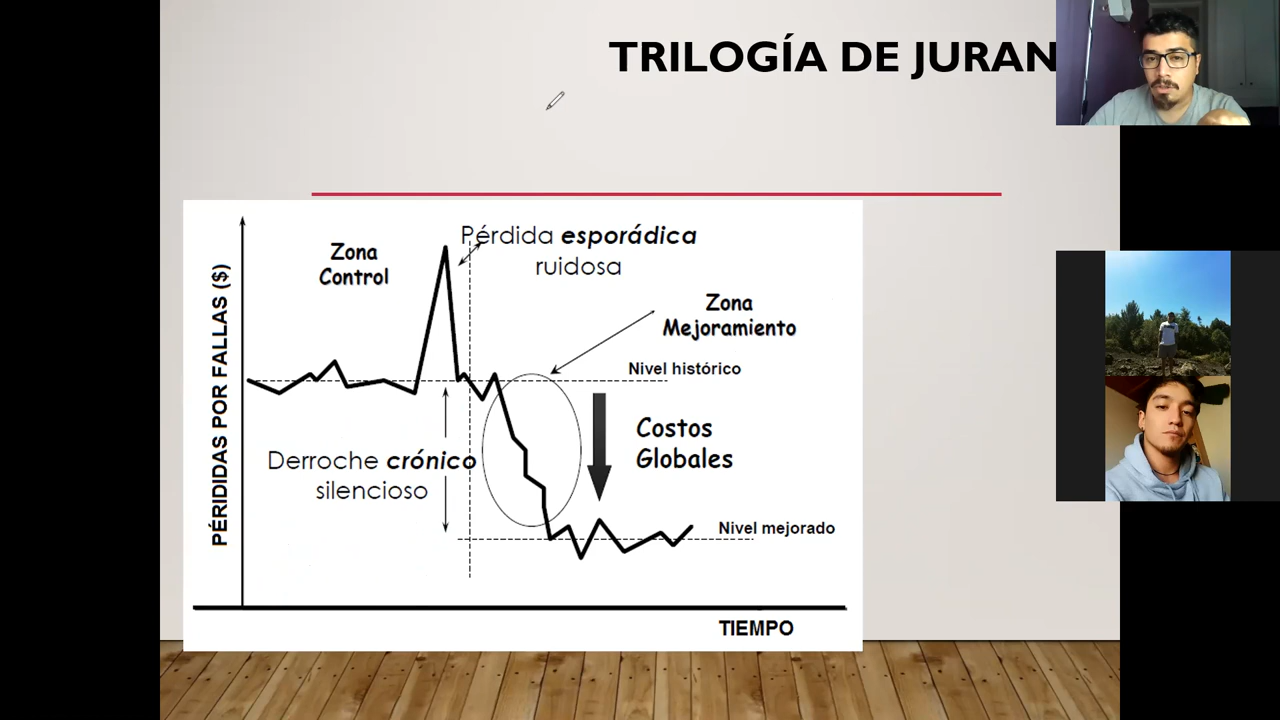 TRILOGÍA DE JURAN
Pérdida esporádica
ruidosa
Zona
Control
Zona
Mejoramiento
Nivel histórico
Costos
Globales
Derroche crónico
silencioso
Nivel mejorado
PÉRIDIDAS POR FALLAS ($)
TIEMPO